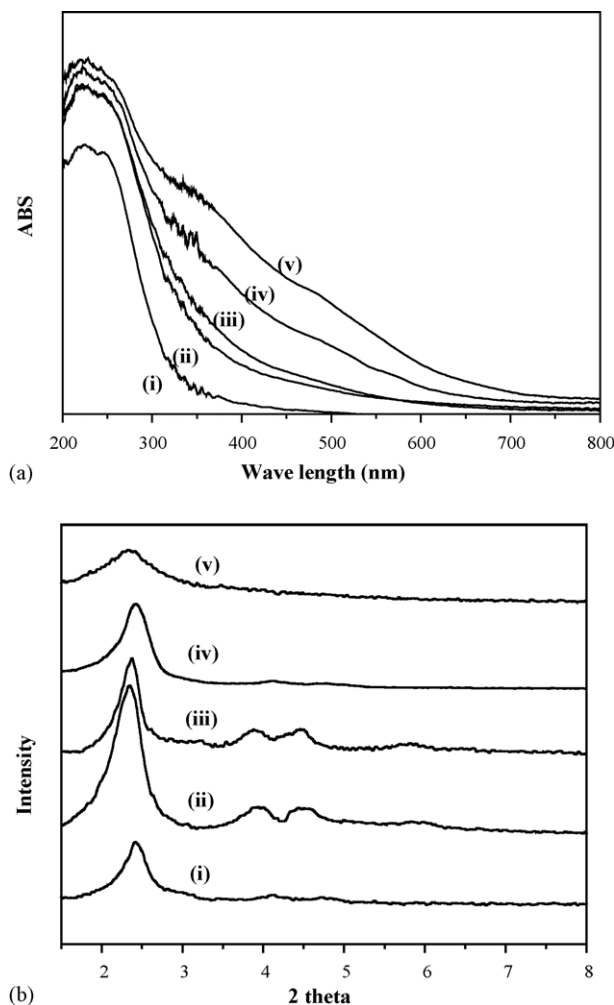 ABS
(v)
(iv)
(iii)
(ii)
(i)
200 300 400 500 600 700 800
Wave length (nm)
(a)
Intensity
(v)
(iv)
(iii)
(ii)
(i)
2 3 4 5 6 7 8
2 theta
(b)